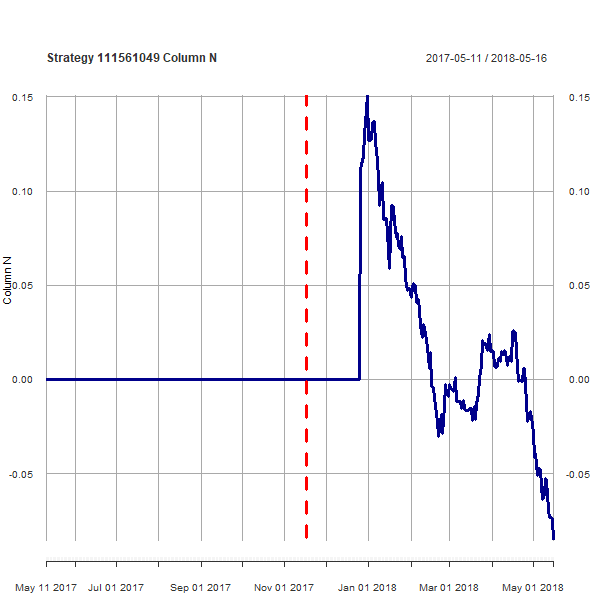 Strategy 111561049 Column N
2017-05-11 / 2018-05-16
0.15
0.15
0.10
0.10
0.05
0.05
Column N
0.00
0.00
-0.05
-0.05
May 11 2017
Jul 01 2017
Sep 01 2017
Nov 01 2017
Jan 01 2018
Mar 01 2018
May 01 2018